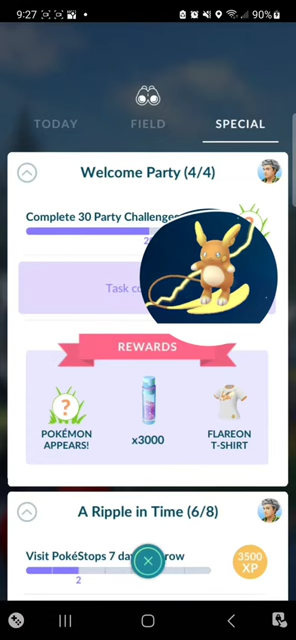 9:27
90%
TODAY
FIELD
SPECIAL
Welcome Party (4/4)
Complete 30 Party Challenges
2
Task co
REWARDS
POKÉMON
APPEARS!
x3000
FLAREON
T-SHIRT
A Ripple in Time (6/8)
Visit PokéStops 7 da row
3500
XP
2